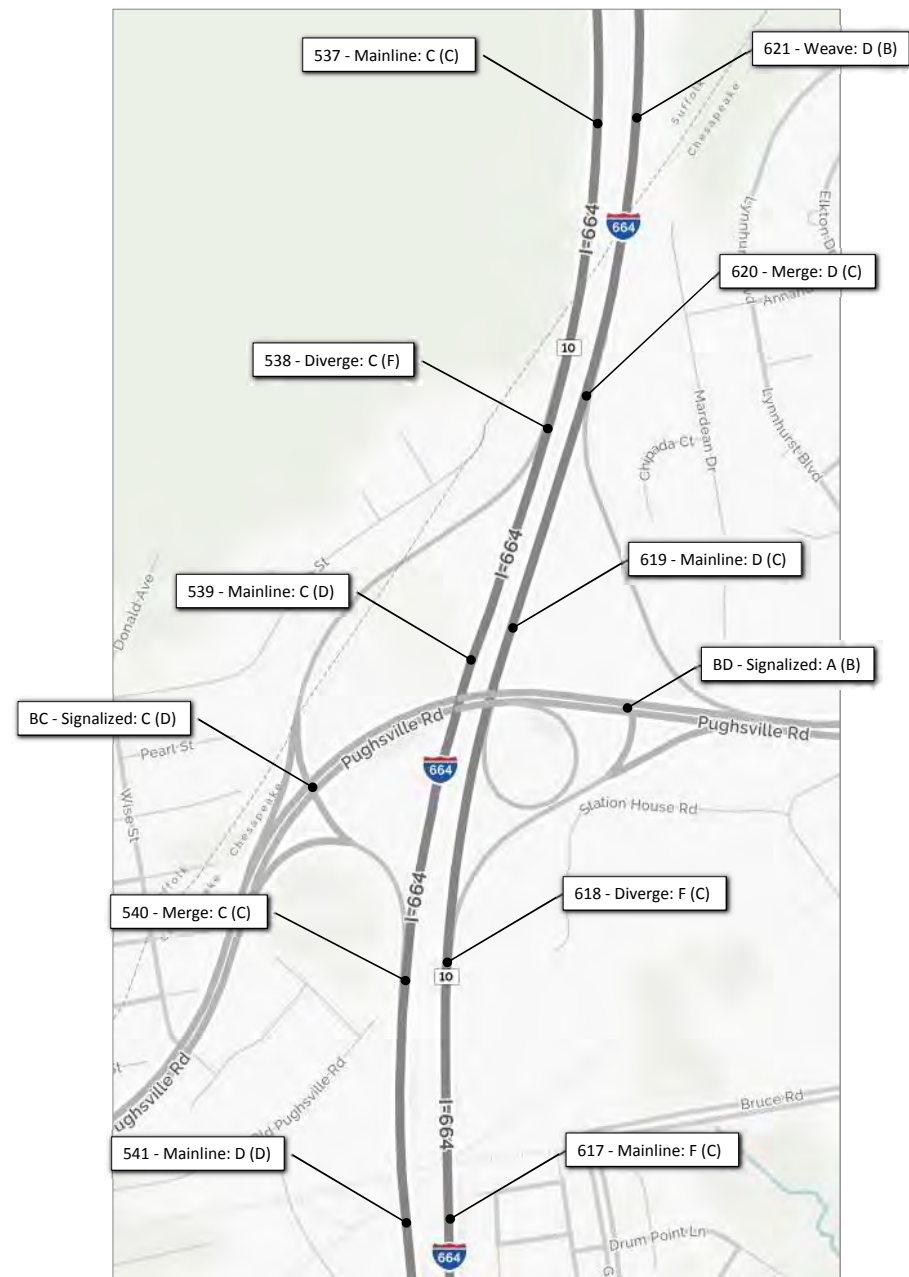 537 - Mainline: C (C)
621 - Weave: D (B)
Suffolk
Chesapeake
Elkton Dr
I-664
664
620 - Merge: D (C)
10
538 - Diverge: C (F)
Mardean Dr
Chipada Ct
Lynnhurst Blvd
I-664
619 - Mainline: D (C)
Donald Ave
St
539 - Mainline: C (D)
BD - Signalized: A (B)
BC - Signalized: C (D)
Pughsville Rd
Pughsville Rd
Pearl St
664
Wise St
Chesapeake
Station House Rd
I-664
618 - Diverge: F (C)
540 - Merge: C (C)
10
ughsville Rd
Old Pughsville Rd
I-664
Bruce Rd
541 - Mainline: D (D)
617 - Mainline: F (C)
Drum Point Ln
664
G